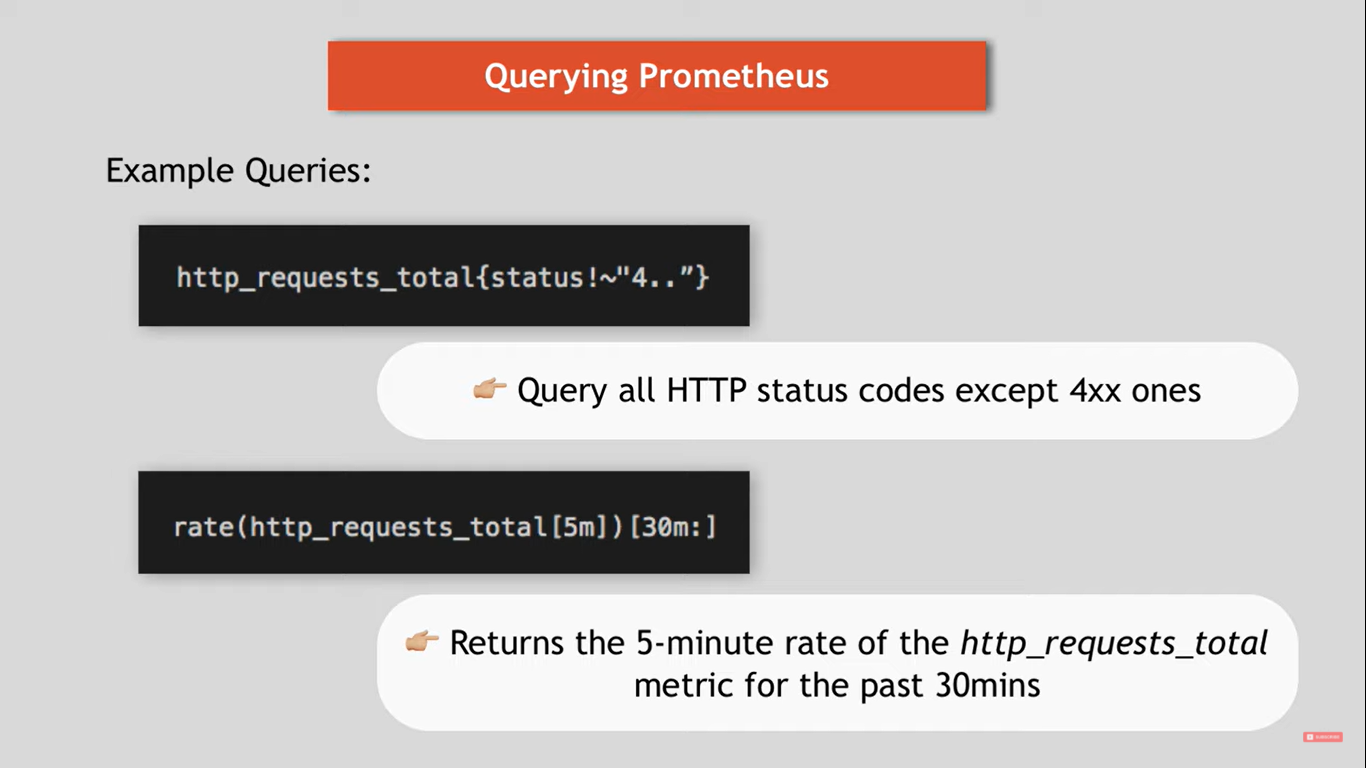 Querying Prometheus
Example Queries:
http_requests_total{status!~"4..”}
👉🏼 Query all HTTP status codes except 4xx ones
rate(http_requests_total[5m])[30m:]
👉🏼 Returns the 5-minute rate of the http_requests_total
metric for the past 30mins
SUBSCRIBE